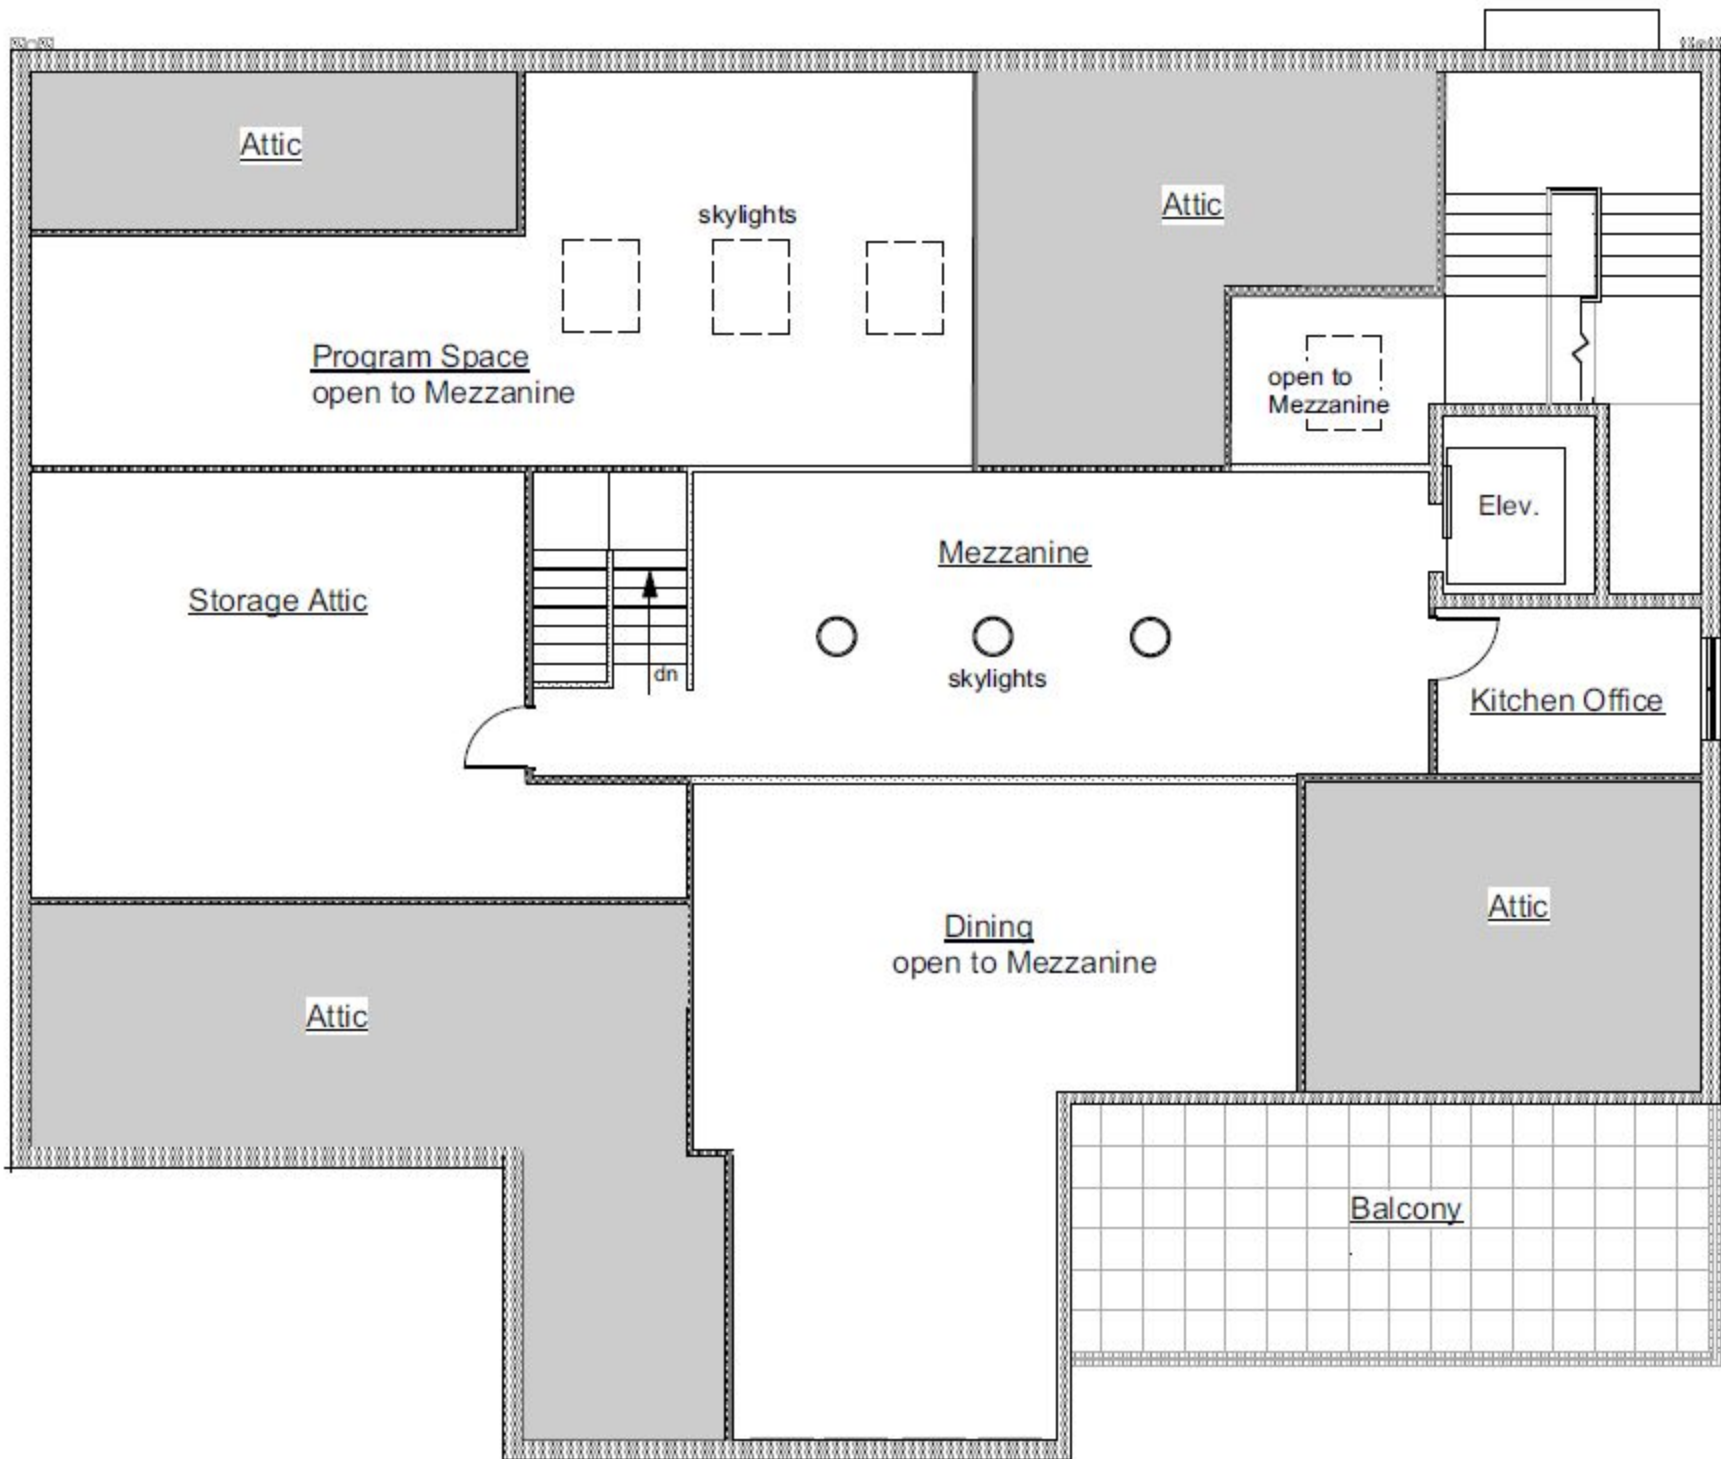 Attic
skylights
Attic
Program Space
open to Mezzanine
open to
Mezzanine
Elev.
Mezzanine
Storage Attic
skylights
dn
Kitchen Office
Dining
open to Mezzanine
Attic
Attic
Balcony